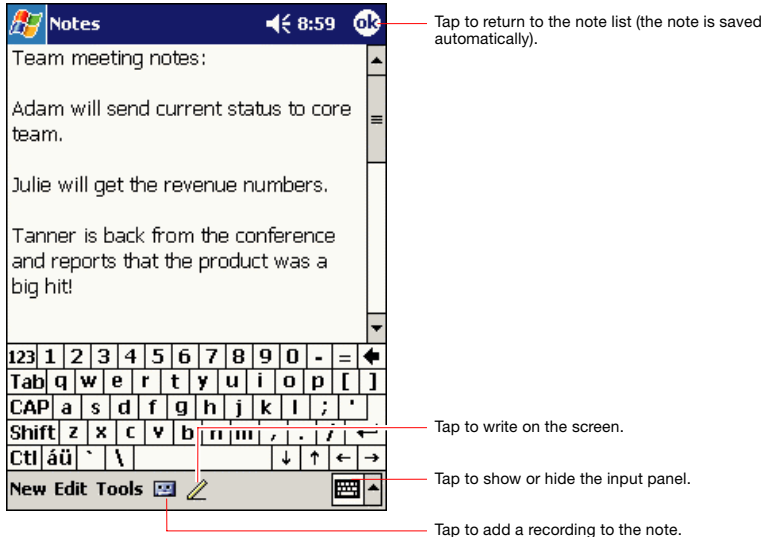 Notes 8:59 ok
Tap to return to the note list (the note is saved
automatically).
Team meeting notes:
Adam will send current status to core
team.
Julie will get the revenue numbers.
Tanner is back from the conference
and reports that the product was a
big hit!
123 1 2 3 4 5 6 7 8 9 0 - =
Tab q w e r t y u i o p [ ]
CAP a s d f g h j k l ; '
Shift z x c v b n m , . /
Ctl áü ` \ ↓ ↑ ← →
Tap to write on the screen.
Tap to show or hide the input panel.
New Edit Tools
Tap to add a recording to the note.